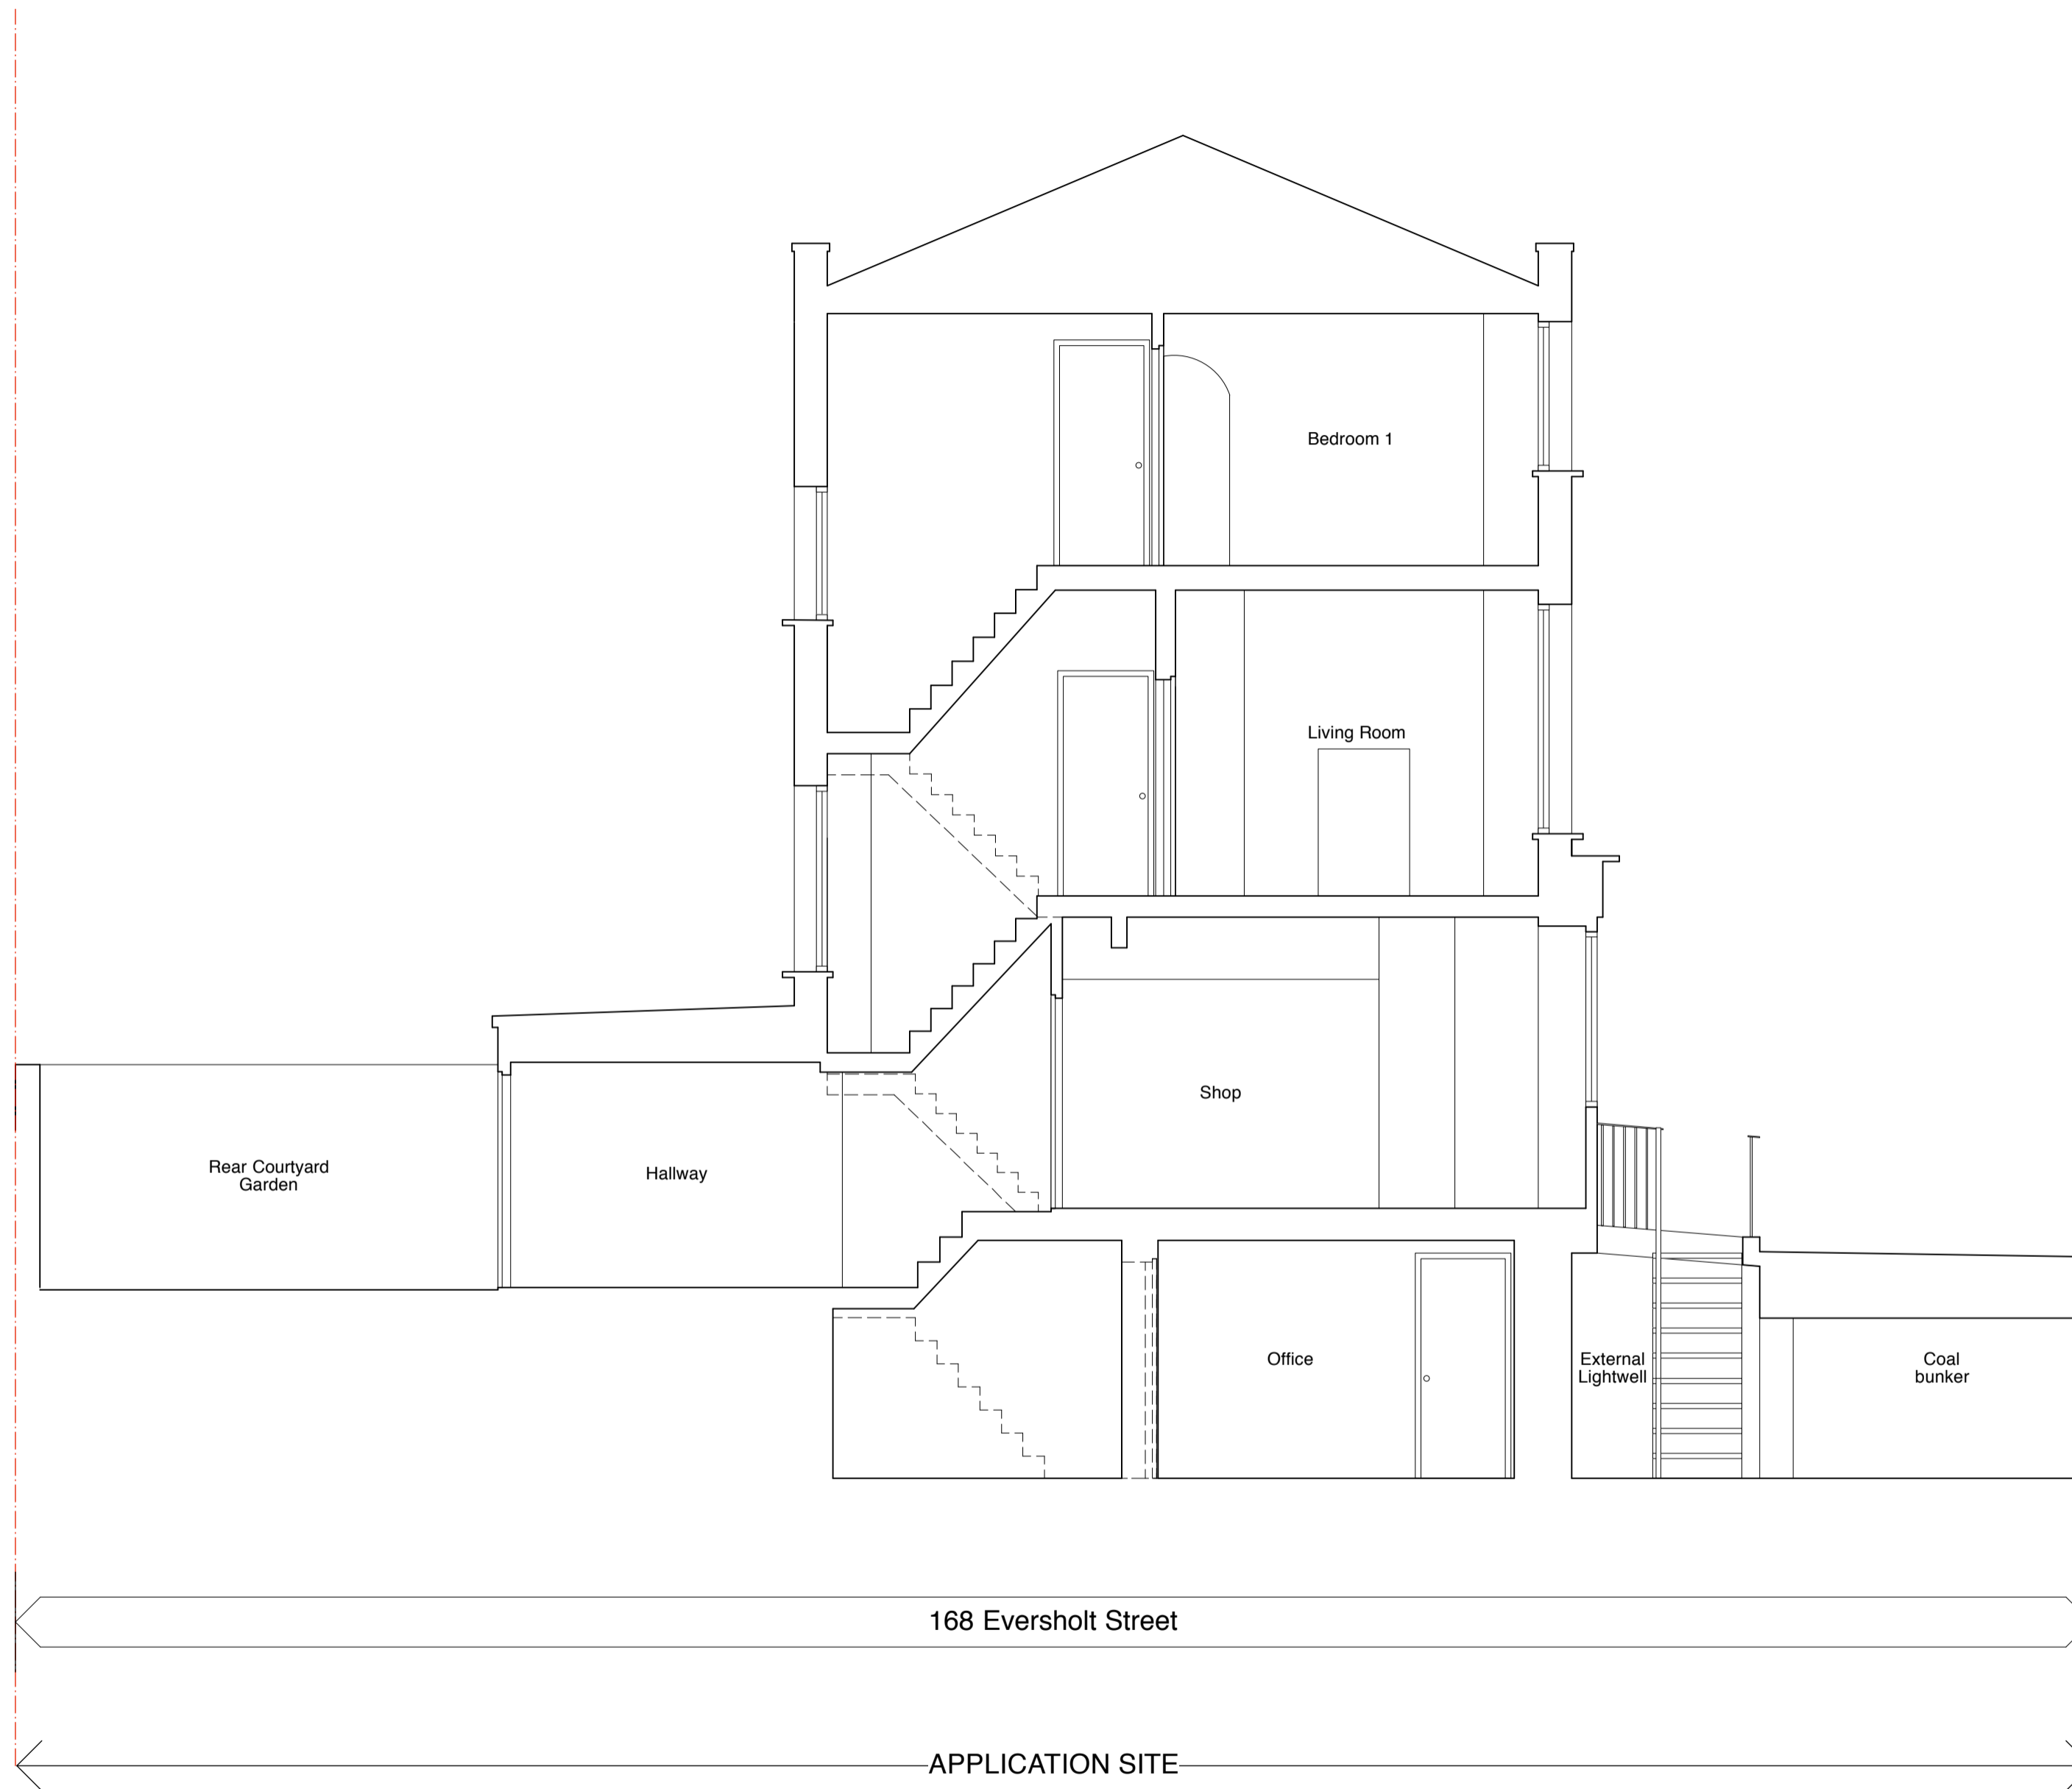 Bedroom 1
Living Room
Shop
Rear Courtyard
Garden
Hallway
Office
External
Lightwell
Coal
bunker
168 Eversholt Street
APPLICATION SITE